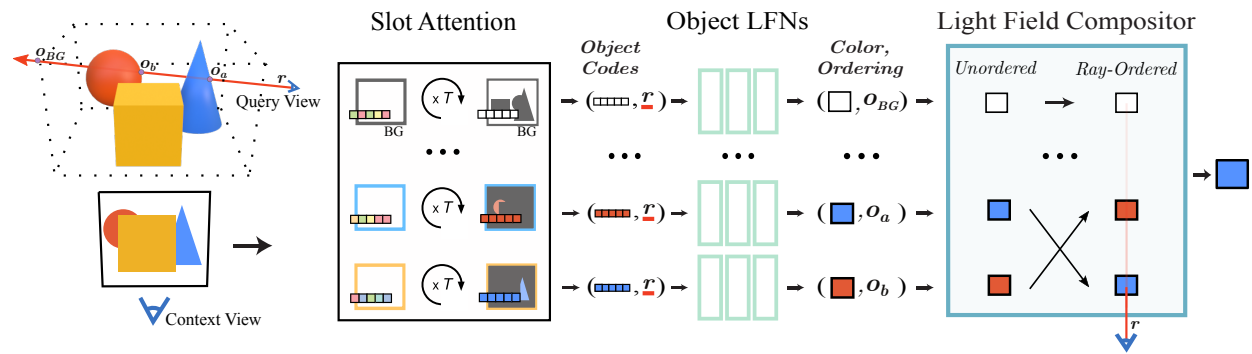 Slot Attention
Object LFNs
Light Field Compositor
o_BG
o_b
o_a
r
Query View
Context View
BG
x T
BG
x T
x T
Object
Codes
( , r)
( , r)
( , r)
Color,
Ordering
( , o_BG)
( , o_a)
( , o_b)
Unordered
Ray-Ordered
r